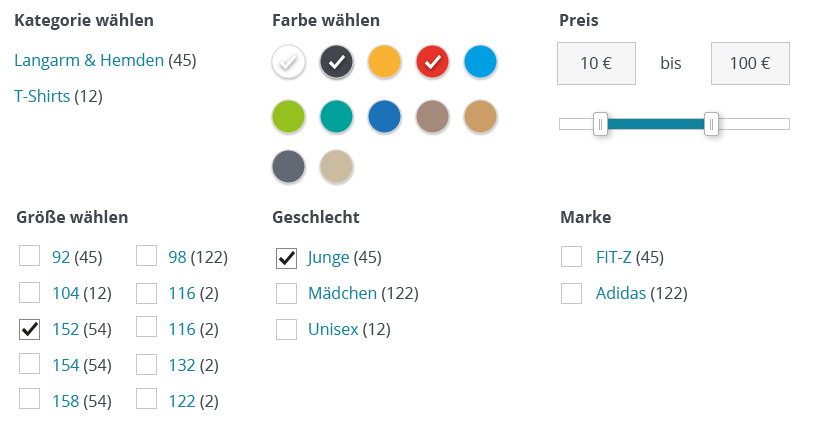 Kategorie wählen
Langarm & Hemden (45)
T-Shirts (12)
Farbe wählen
Preis
10 € bis 100 €
Größe wählen
92 (45) 98 (122)
104 (12) 116 (2)
152 (54) 116 (2)
154 (54) 132 (2)
158 (54) 122 (2)
Geschlecht
Junge (45)
Mädchen (122)
Unisex (12)
Marke
FIT-Z (45)
Adidas (122)